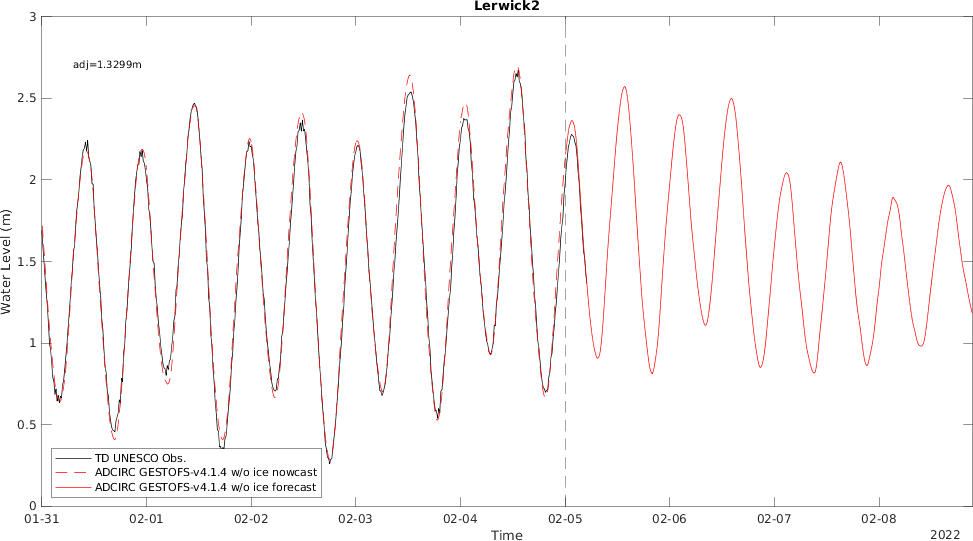 Lerwick2
3
adj=1.3299m
2.5
2
1.5
1
0.5
0
Water Level (m)
TD UNESCO Obs.
ADCIRC GESTOFS-v4.1.4 w/o ice nowcast
ADCIRC GESTOFS-v4.1.4 w/o ice forecast
01-31 02-01 02-02 02-03 02-04 02-05 02-06 02-07 02-08
Time
2022